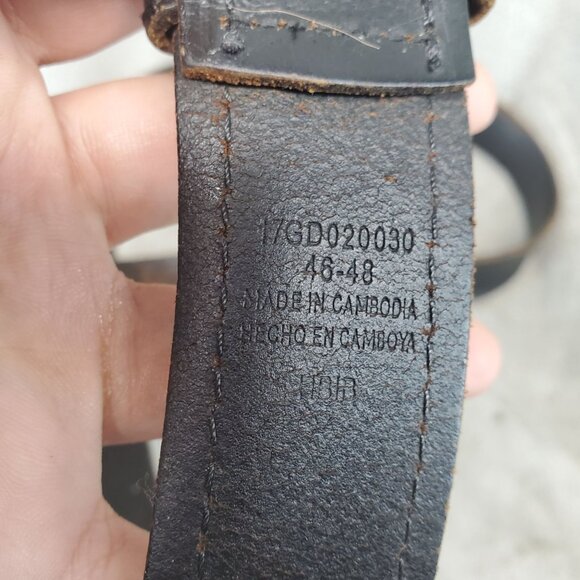 17GD020030
46-48
MADE IN CAMBODIA
HECHO EN CAMBOYA